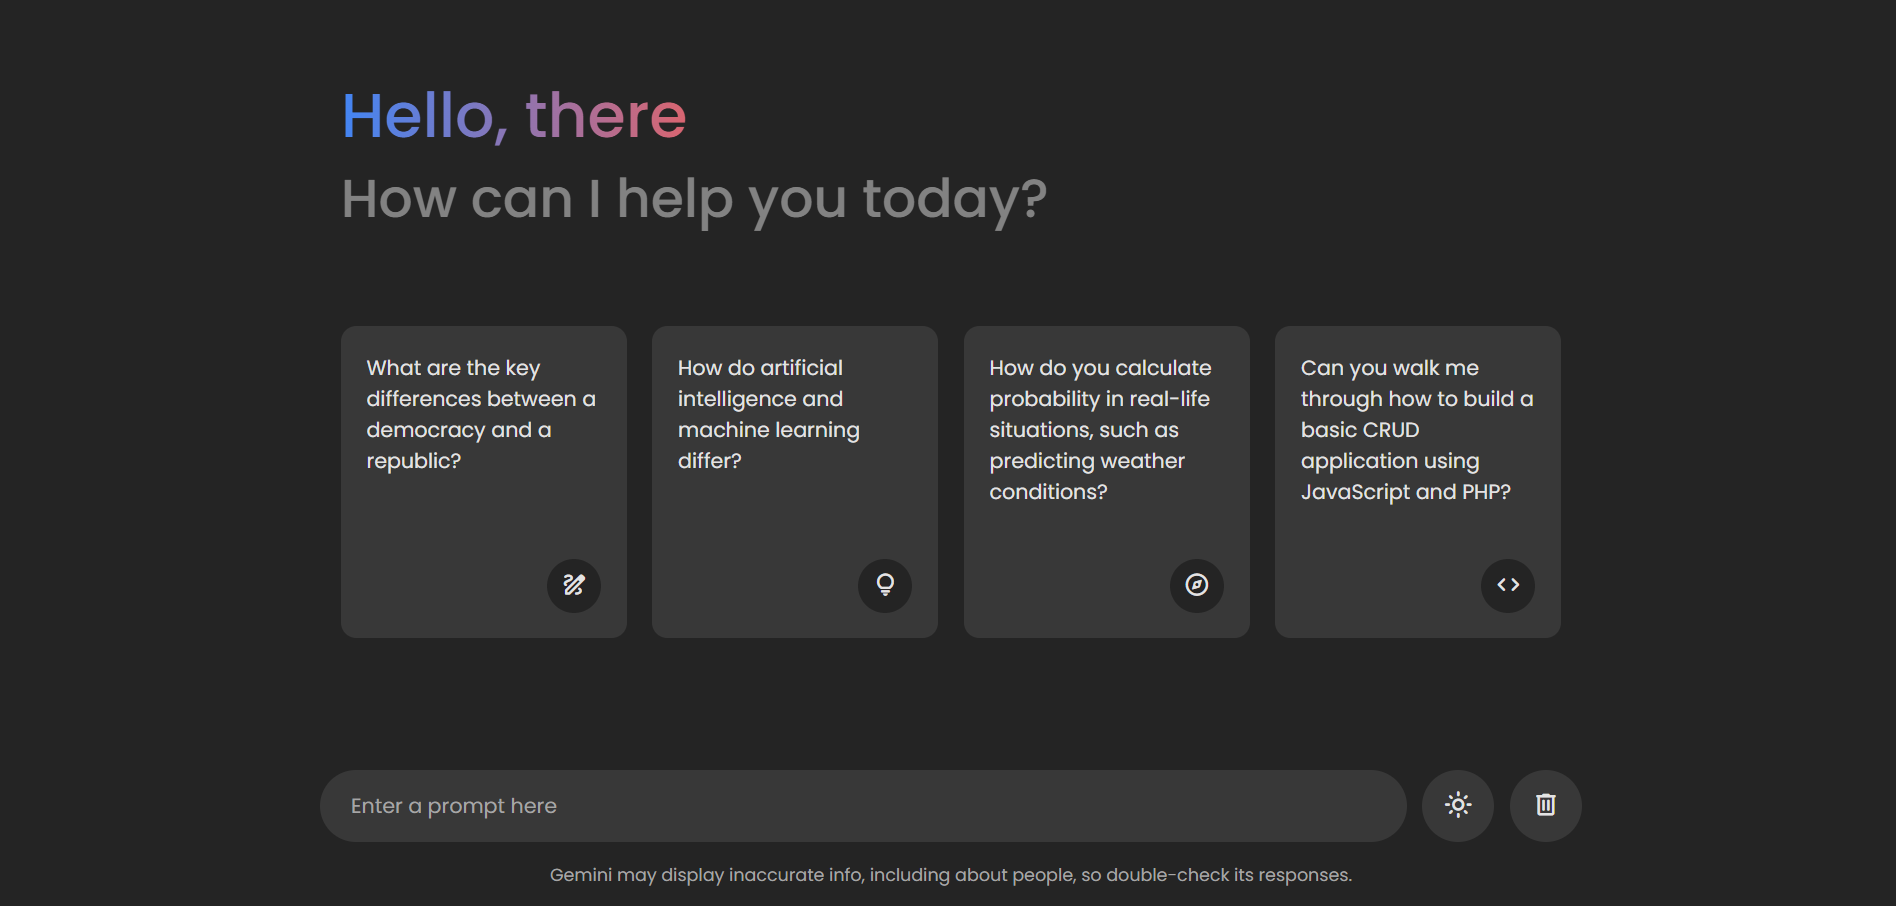 Hello, there
How can I help you today?
What are the key
differences between a
democracy and a
republic?
How do artificial
intelligence and
machine learning
differ?
How do you calculate
probability in real-life
situations, such as
predicting weather
conditions?
Can you walk me
through how to build a
basic CRUD
application using
JavaScript and PHP?
Enter a prompt here
Gemini may display inaccurate info, including about people, so double-check its responses.